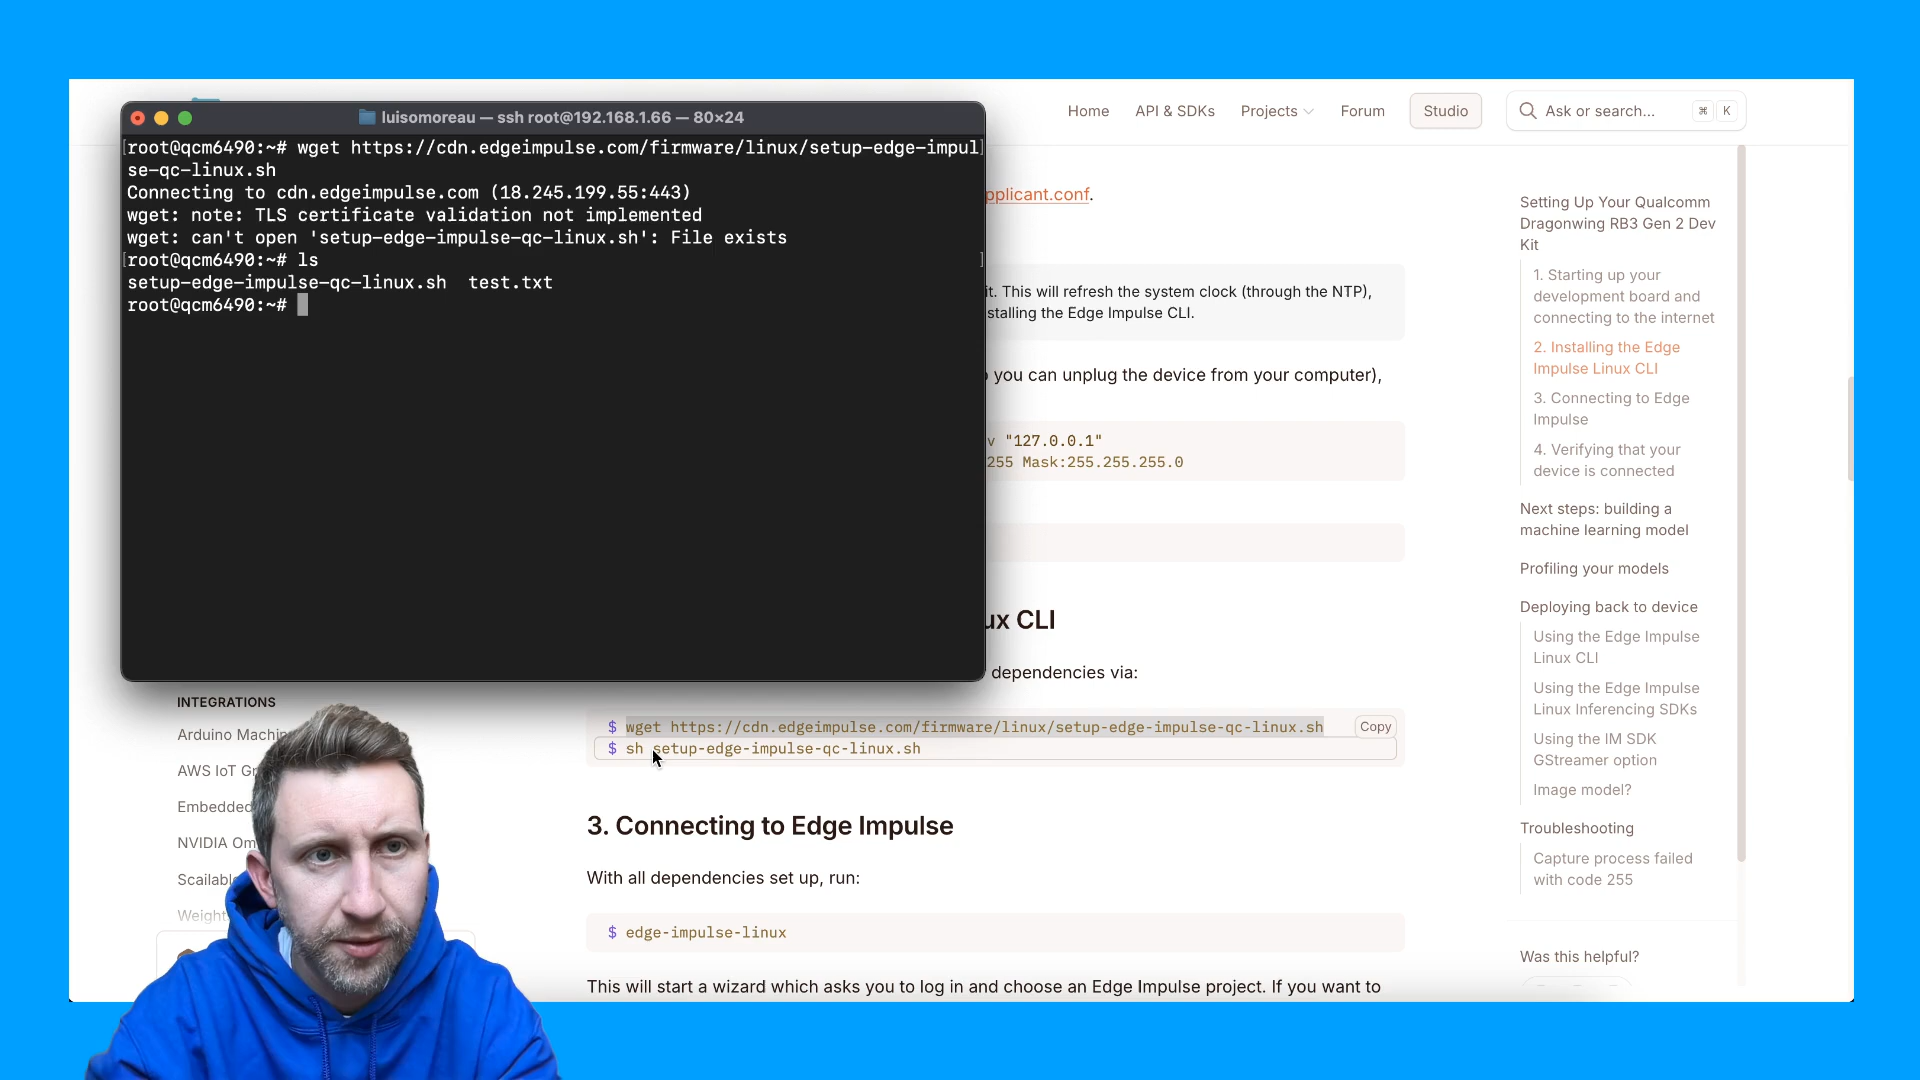 luisomoreau — ssh root@192.168.1.66 — 80×24
[root@qcm6490:~# wget https://cdn.edgeimpulse.com/firmware/linux/setup-edge-impul]
se-qc-linux.sh
Connecting to cdn.edgeimpulse.com (18.245.199.55:443)
wget: note: TLS certificate validation not implemented
wget: can't open 'setup-edge-impulse-qc-linux.sh': File exists
[root@qcm6490:~# ls ]
setup-edge-impulse-qc-linux.sh  test.txt
root@qcm6490:~#
Home
API & SDKs
Projects
Forum
Studio
Ask or search...
⌘ K
pplicant.conf.
it. This will refresh the system clock (through the NTP),
stalling the Edge Impulse CLI.
you can unplug the device from your computer),
v "127.0.0.1"
255 Mask:255.255.255.0
ux CLI
dependencies via:
$ wget https://cdn.edgeimpulse.com/firmware/linux/setup-edge-impulse-qc-linux.sh
Copy
$ sh setup-edge-impulse-qc-linux.sh
3. Connecting to Edge Impulse
With all dependencies set up, run:
$ edge-impulse-linux
This will start a wizard which asks you to log in and choose an Edge Impulse project. If you want to
INTEGRATIONS
Arduino Machin
AWS IoT Gr
Embedded
NVIDIA Om
Scailabl
Weight
Setting Up Your Qualcomm
Dragonwing RB3 Gen 2 Dev
Kit
1. Starting up your
development board and
connecting to the internet
2. Installing the Edge
Impulse Linux CLI
3. Connecting to Edge
Impulse
4. Verifying that your
device is connected
Next steps: building a
machine learning model
Profiling your models
Deploying back to device
Using the Edge Impulse
Linux CLI
Using the Edge Impulse
Linux Inferencing SDKs
Using the IM SDK
GStreamer option
Image model?
Troubleshooting
Capture process failed
with code 255
Was this helpful?